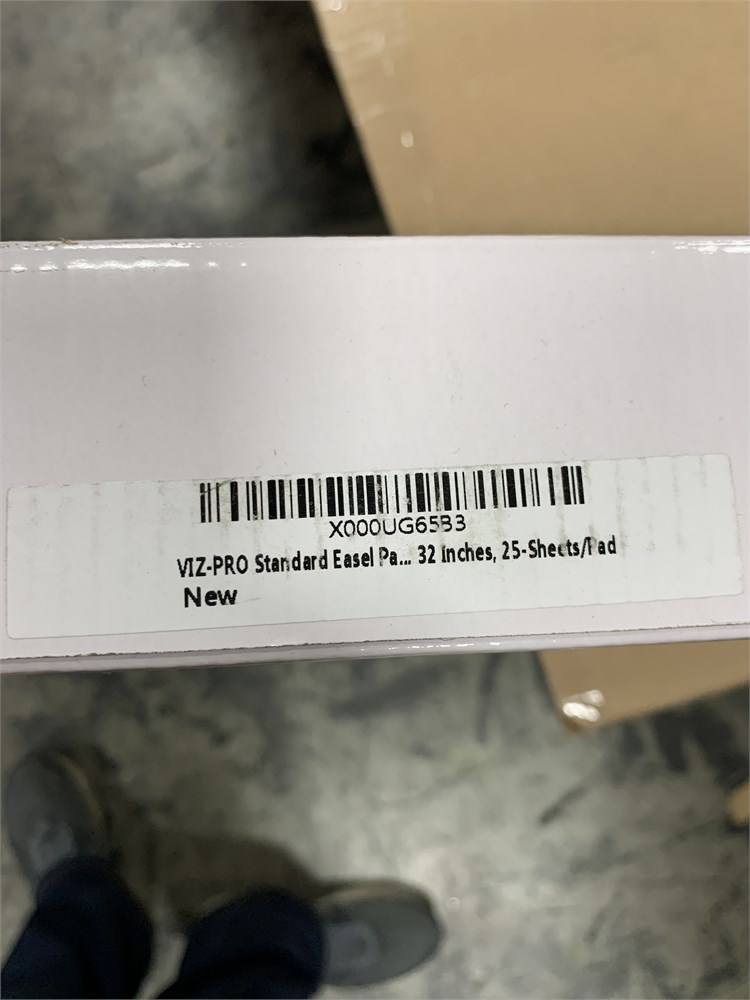 X000UG65B3
VIZ-PRO Standard Easel Pa... 32 Inches, 25-Sheets/Pad
New